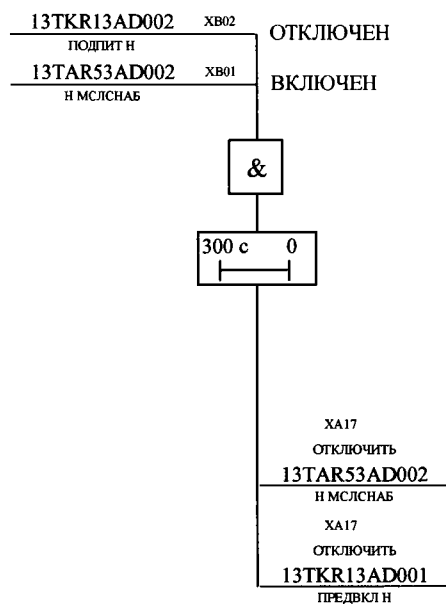 13TKR13AD002 XB02 ОТКЛЮЧЕН
ПОДПИТ Н
13TAR53AD002 XB01 ВКЛЮЧЕН
Н МСЛСНАБ
&
300 с 0
XA17
ОТКЛЮЧИТЬ
13TAR53AD002
Н МСЛСНАБ
XA17
ОТКЛЮЧИТЬ
13TKR13AD001
ПРЕДВКЛ Н